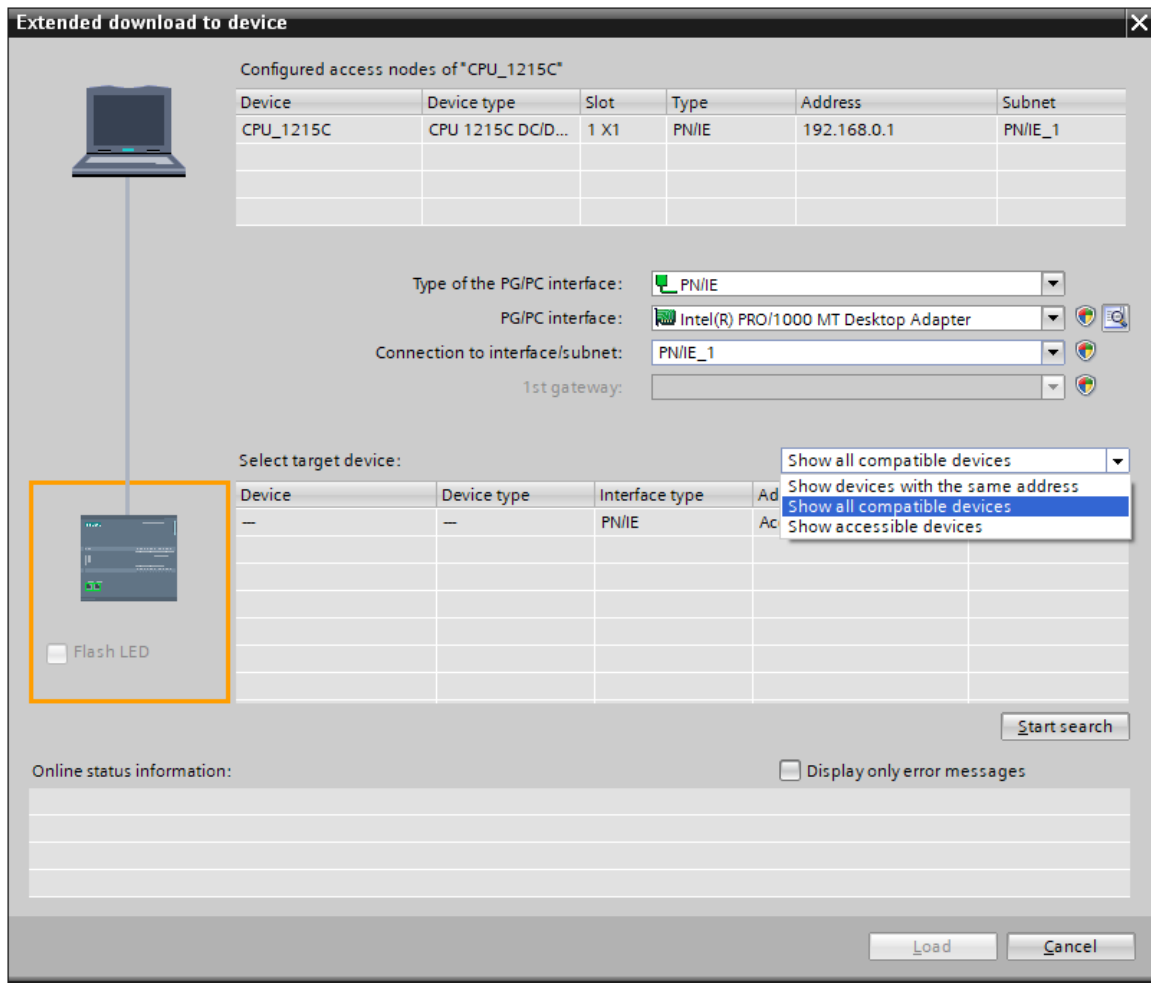 Extended download to device
Configured access nodes of "CPU_1215C"
Device Device type Slot Type Address Subnet
CPU_1215C CPU 1215C DC/D... 1 X1 PN/IE 192.168.0.1 PN/IE_1
Type of the PG/PC interface: PN/IE
PG/PC interface: Intel(R) PRO/1000 MT Desktop Adapter
Connection to interface/subnet: PN/IE_1
1st gateway:
Select target device: Show all compatible devices
Show devices with the same address
Show all compatible devices
Show accessible devices
Device Device type Interface type Ad
— — PN/IE Ac
Flash LED
Start search
Online status information: Display only error messages
Load Cancel